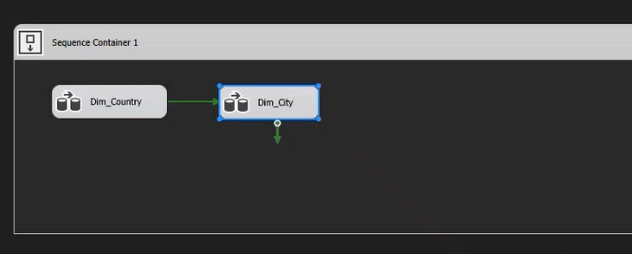 Sequence Container 1
Dim_Country
Dim_City